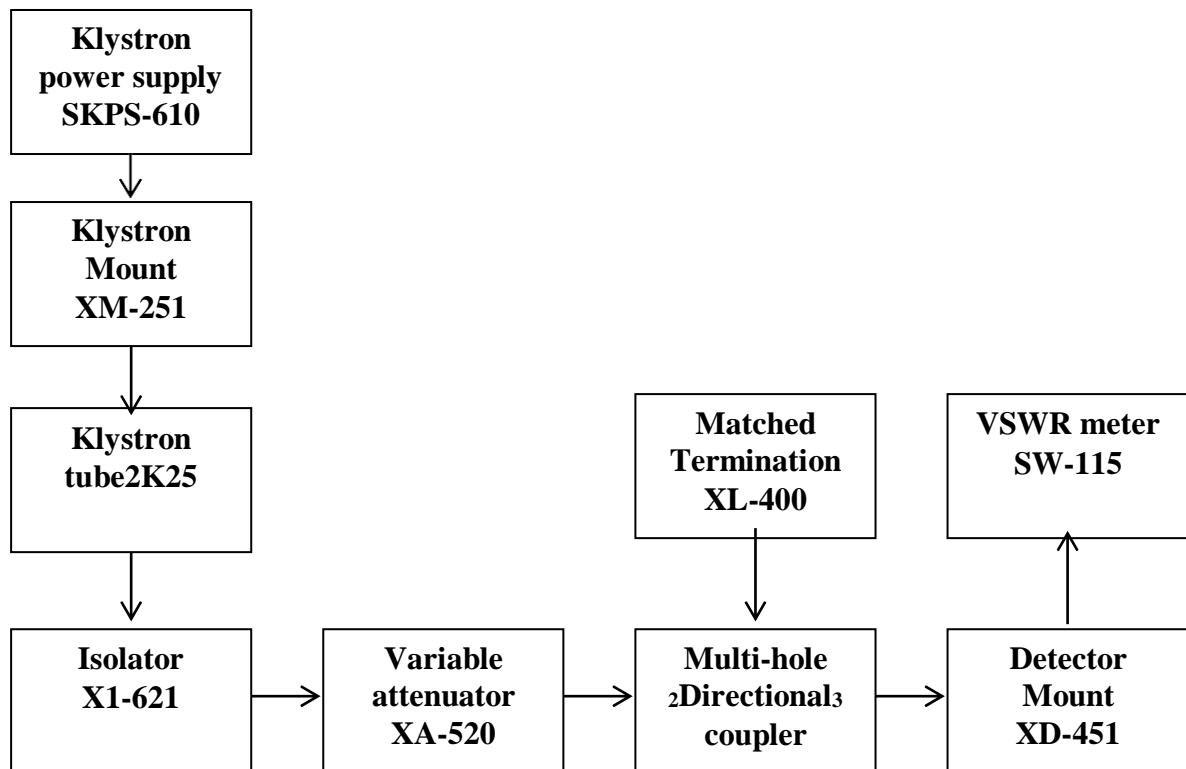 Klystron
power supply
SKPS-610
Klystron
Mount
XM-251
Klystron
tube2K25
Matched
Termination
XL-400
VSWR meter
SW-115
Isolator
X1-621
Variable
attenuator
XA-520
Multi-hole
2Directional3
coupler
Detector
Mount
XD-451